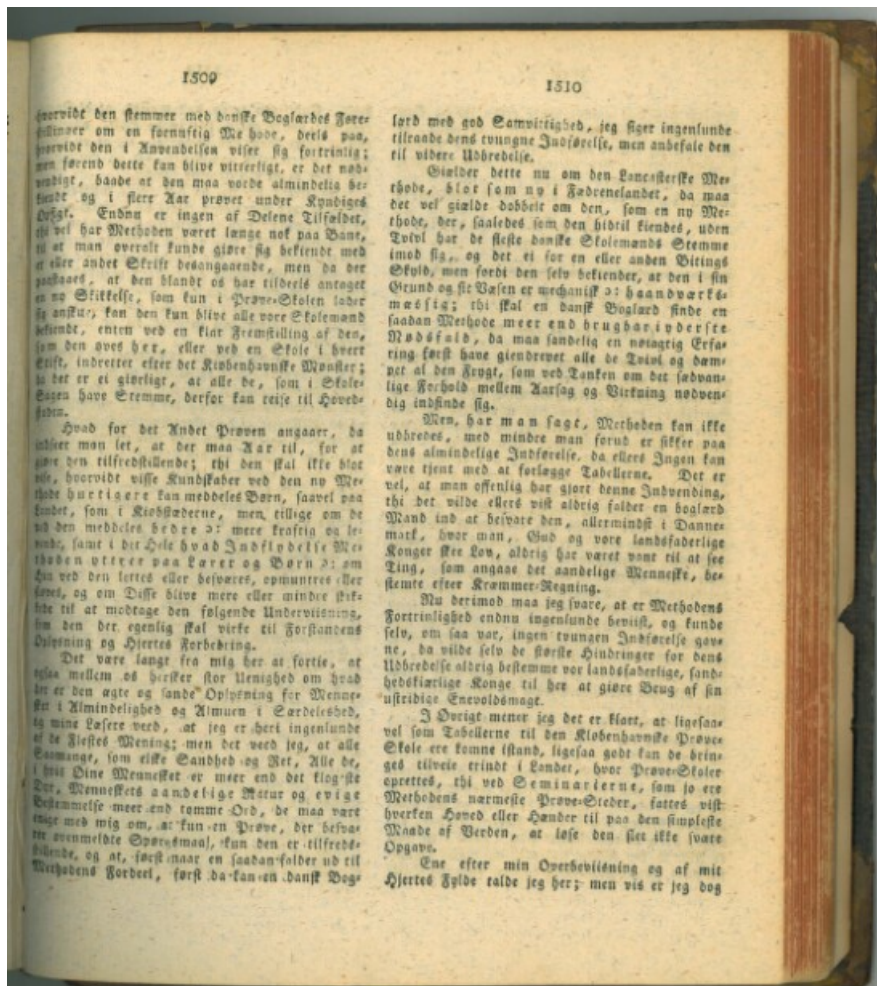 1509
hvorvidt den stemmer med danske Boglærdes Fore-
stillinger om en fornuftig Methode, deels paa,
hvorvidt den i Anvendelsen viser sig fortrinlig;
men førend dette kan blive vitterligt, er det nød-
vendigt, baade at den maa vorde almindelig be-
kiendt og i flere Aar prøvet under Kyndiges
Opsigt. Endnu er ingen af Delene Tilfældet,
thi vel har Methoden været længe nok paa Bane,
til at man overalt kunde giøre sig bekiendt med
et eller andet Skrift desangaaende, men da der
paastaaes, at den blandt os har tildeels antaget
en ny Skikkelse, som kun i Prøve-Skolen lader
sig anskue, kan den kun blive alle vore Skolemænd
bekiendt, enten ved en klar Fremstilling af den,
som den øves her, eller ved en Skole i hvert
Stift, indrettet efter det Kiøbenhavnske Mønster;
da det er ei giørligt, at alle de, som i Skole-
Sagen have Stemme, derfor kan reise til Hoved-
staden.
Hvad for det Andet Prøven angaaer, da
indseer man let, at der maa Aar til, for at
giøre den tilfredstillende; thi den skal ikke blot
vise, hvorvidt visse Kundskaber ved den ny Me-
thode hurtigere kan meddeles Børn, saavel paa
Landet, som i Kiøbstæderne, men tillige om de
ved den meddeles bedre ɔ: mere kraftig og le-
vende, samt i det Hele hvad Indflydelse Me-
thoden yttrer paa Lærer og Børn ɔ: om
Hun ved den lettes eller besværes, opmuntres eller
sløves, og om Disse blive mere eller mindre skik-
kede til at modtage den følgende Underviisning,
som den der egenlig skal virke til Forstandens
Oplysning og Hjertets Forbedring.
Det være langt fra mig her at fortie, at
ogsaa mellem os hersker stor Uenighed om hvad
det er den ægte og sande Oplysning for Menne-
sket i Almindelighed og Almuen i Særdeleshed,
og mine Læsere veed, at jeg er heri ingenlunde
af de Flestes Mening; men det veed jeg, at alle
Saamange, som elske Sandhed og Ret, Alle de,
i hvis Øine Mennesket er meer end det klogste
Dyr, Menneskets aandelige Natur og evige
Bestemmelse meer end tomme Ord, de maa være
enige med mig om, at kun en Prøve, der besva-
rer ovenmeldte Spørgsmaal, kun den er tilfreds-
stillende, og at, først naar en saadan falder ud til
Methodens Fordeel, først da kan en dansk Bog-
1510
lærd med god Samvittighed, jeg siger ingenlunde
tilraade dens tvungne Indførelse, men anbefale den
til videre Udbredelse.
Giælder dette nu om den Lancasterske Me-
thode, blot som ny i Fædrenelandet, da maa
det vel giælde dobbelt om den, som en ny Me-
thode, der, saaledes som den hidtil kiendes, uden
Tvivl har de fleste danske Skolemænds Stemme
imod sig, og det ei for en eller anden Bitings
Skyld, men fordi den selv bekiender, at den i sin
Grund og sit Væsen er mechanisk ɔ: haandværks-
mæssig; thi skal en dansk Boglærd finde en
saadan Methode meer end brugbar i yderste
Nødsfald, da maa sandelig en nøiagtig Erfa-
ring først have giendrevet alle de Tvivl og dæm-
pet al den Frygt, som ved Tanken om det sædvan-
lige Forhold mellem Aarsag og Virkning nødven-
dig indfinde sig.
Men, har man sagt, Methoden kan ikke
udbredes, med mindre man forud er sikker paa
dens almindelige Indførelse, da ellers Ingen kan
være tjent med at forlægge Tabellerne. Det er
vel, at man offenlig har gjort denne Indvending,
thi det vilde ellers vist aldrig faldet en boglærd
Mand ind at besvare den, allermindst i Danne-
mark, hvor man, Gud og vore landsfaderlige
Konger skee Lov, aldrig har været vant til at see
Ting, som angaae det aandelige Menneske, be-
stemte efter Kræmmer-Regning.
Nu derimod maa jeg svare, at er Methodens
Fortrinlighed endnu ingenlunde beviist, og kunde
selv, om saa var, ingen tvungen Indførelse gav-
ne, da vilde selv de største Hindringer for dens
Udbredelse aldrig bestemme vor landsfaderlige, sand-
hedskiærlige Konge til her at giøre Brug af sin
ustridige Enevoldsmagt.
I Øvrigt mener jeg det er klart, at ligesaa-
vel som Tabellerne til den Kiøbenhavnske Prøve-
Skole ere komne istand, ligesaa godt kan de brin-
ges tilveie trindt i Landet, hvor Prøve-Skoler
oprettes, thi ved Seminarierne, som jo ere
Methodens nærmeste Prøve-Steder, fattes vist
hverken Hoved eller Hænder til paa den simpleste
Maade af Verden, at løse den slet ikke svare
Opgave.
Ene efter min Overbeviisning og af mit
Hjertes Fylde talde jeg her; men vis er jeg dog